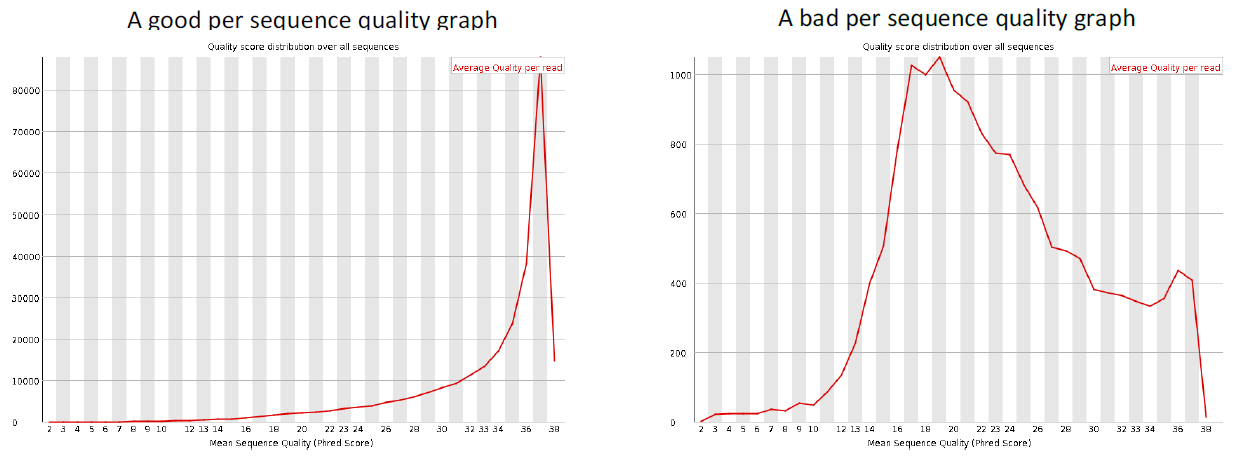 A good per sequence quality graph
Quality score distribution over all sequences
Average Quality per read
80000
70000
60000
50000
40000
30000
20000
10000
0
2 3 4 5 6 7 8 9 10 12 13 14 16 18 20 22 23 24 26 28 30 32 33 34 36 38
Mean Sequence Quality (Phred Score)
A bad per sequence quality graph
Quality score distribution over all sequences
Average Quality per read
1000
800
600
400
200
0
2 3 4 5 6 7 8 9 10 12 13 14 16 18 20 22 23 24 26 28 30 32 33 34 36 38
Mean Sequence Quality (Phred Score)